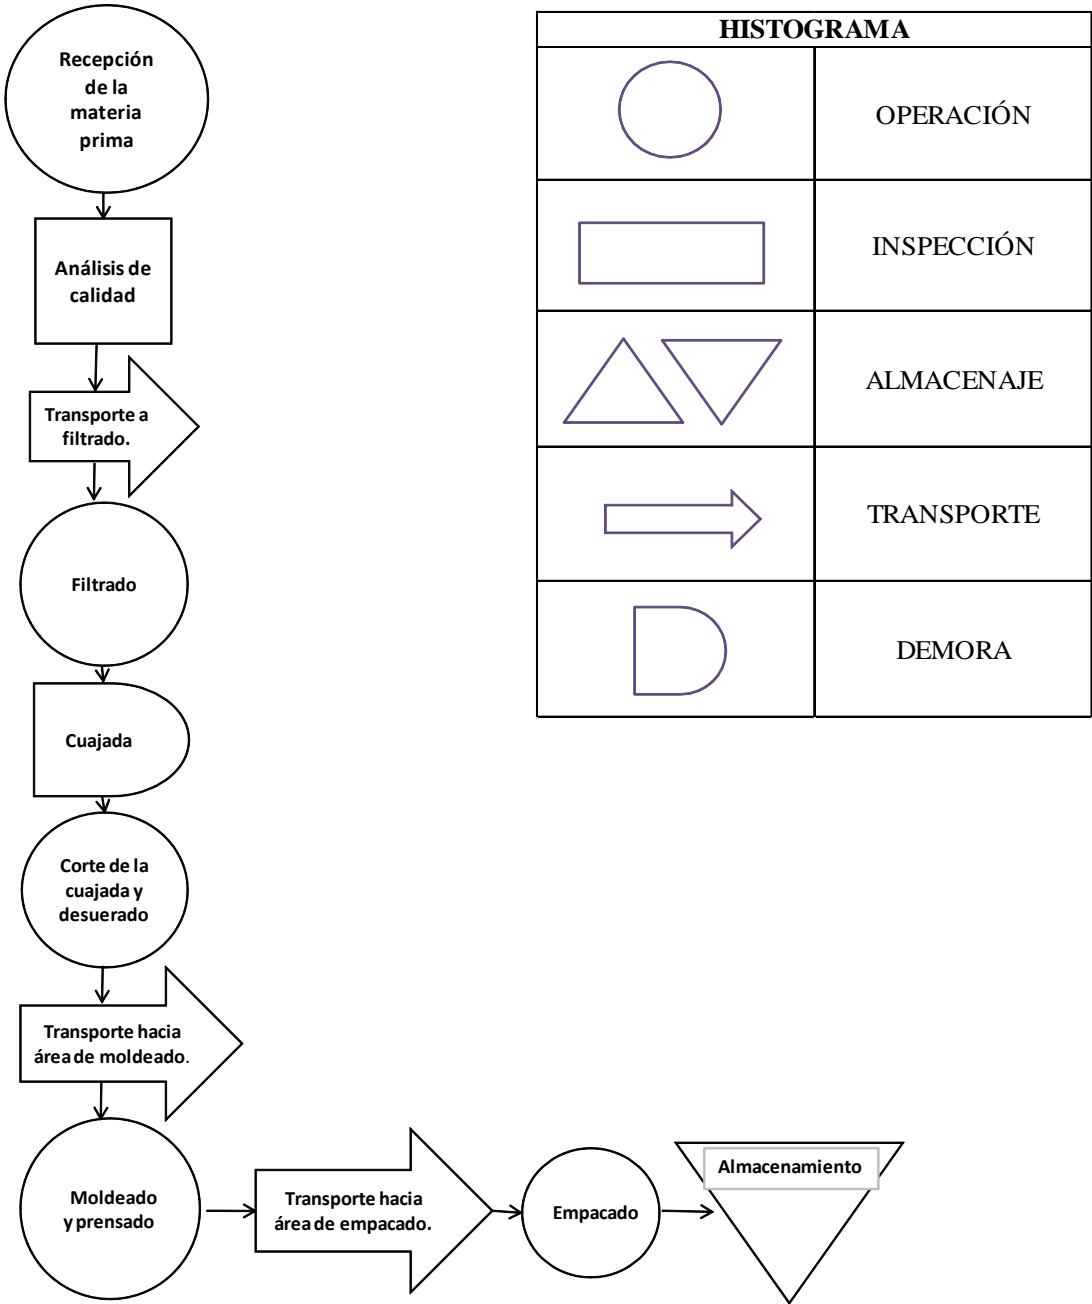 Recepción
de la
materia
prima
Análisis de
calidad
Transporte a
filtrado.
Filtrado
Cuajada
Corte de la
cuajada y
desuerado
Transporte hacia
área de moldeado.
Moldeado
y prensado
Transporte hacia
área de empacado.
Empacado
Almacenamiento
HISTOGRAMA
OPERACIÓN
INSPECCIÓN
ALMACENAJE
TRANSPORTE
DEMORA